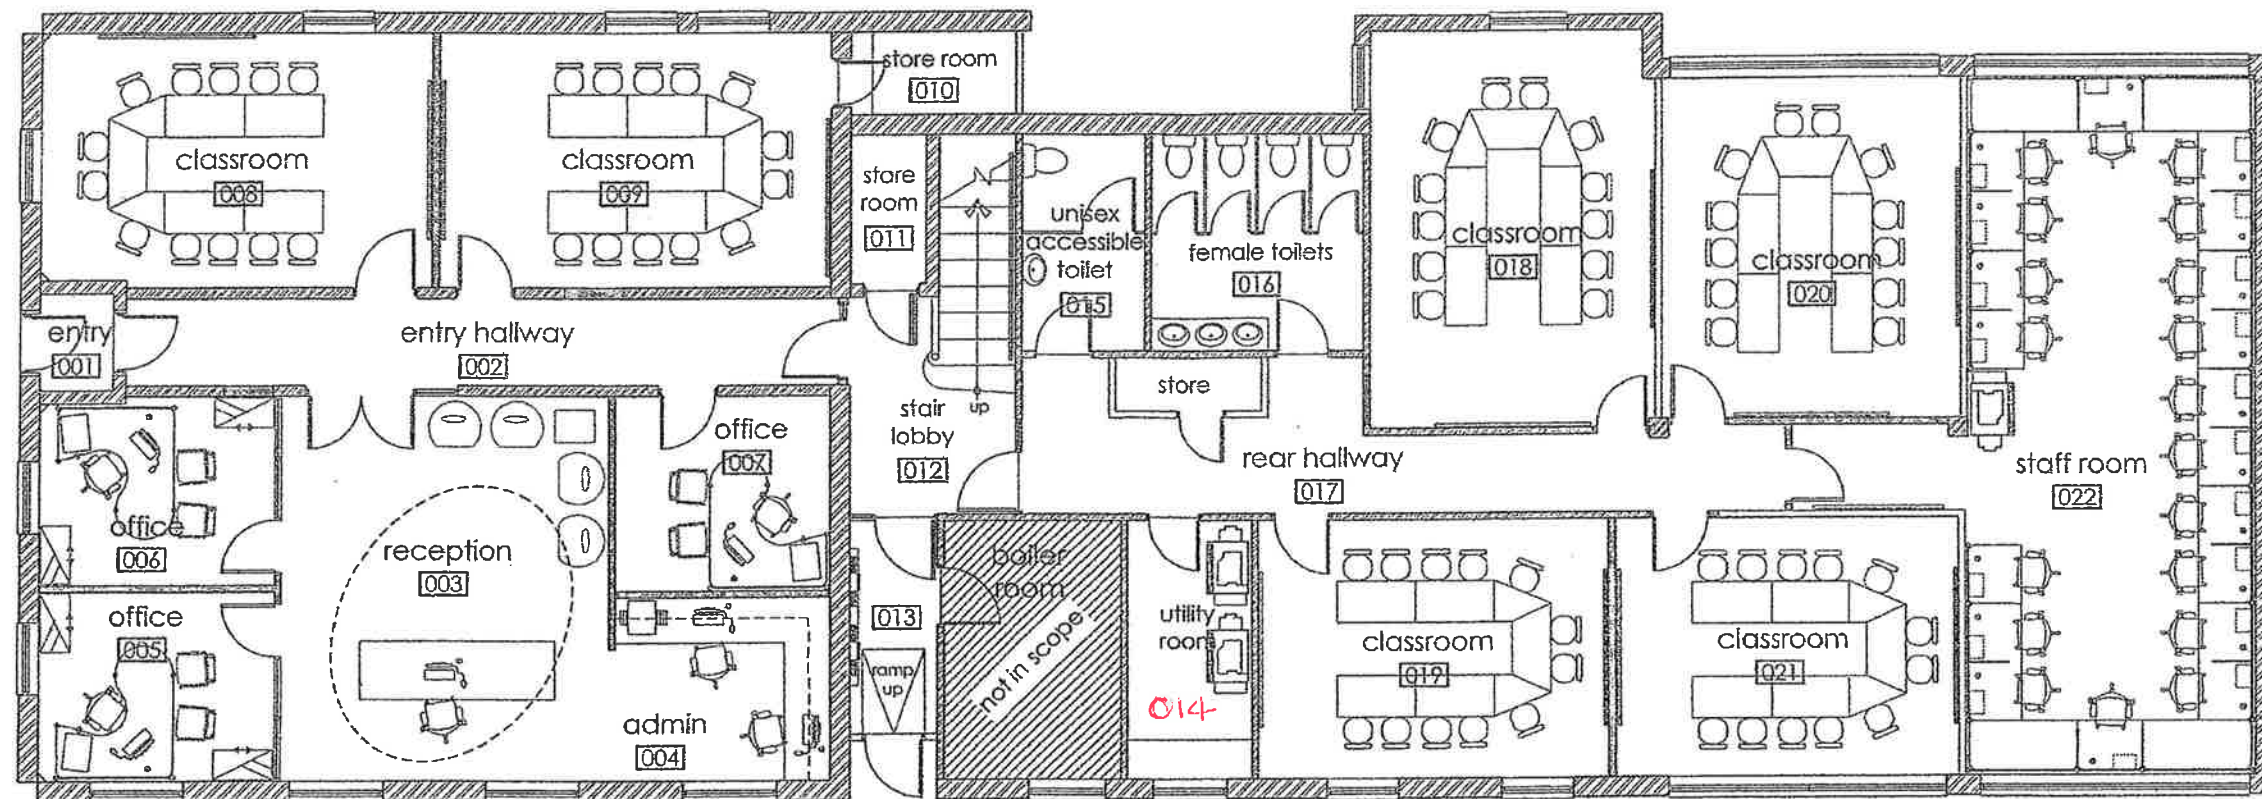 store room
010
classroom
008
classroom
009
store
room
011
unisex
accessible
toilet
015
female toilets
016
classroom
018
classroom
020
entry
001
entry hallway
002
store
up
stair
lobby
012
office
007
rear hallway
017
staff room
022
office
006
reception
003
boiler
room
not in scope
office
005
013
ramp
up
utility
room
014
classroom
019
classroom
021
admin
004